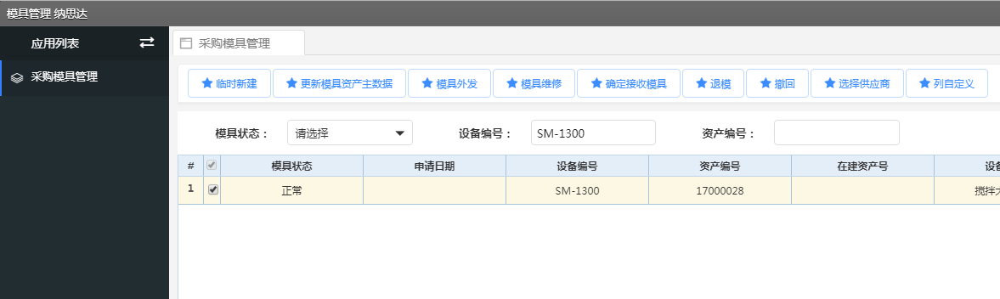 模具管理 纳思达
应用列表
采购模具管理
采购模具管理
临时新建 更新模具资产主数据 模具外发 模具维修 确定接收模具 退模 撤回 选择供应商 列自定义
模具状态： 请选择 设备编号： SM-1300 资产编号：
# 模具状态 申请日期 设备编号 资产编号 在建资产号 设
1 正常 SM-1300 17000028 搅拌